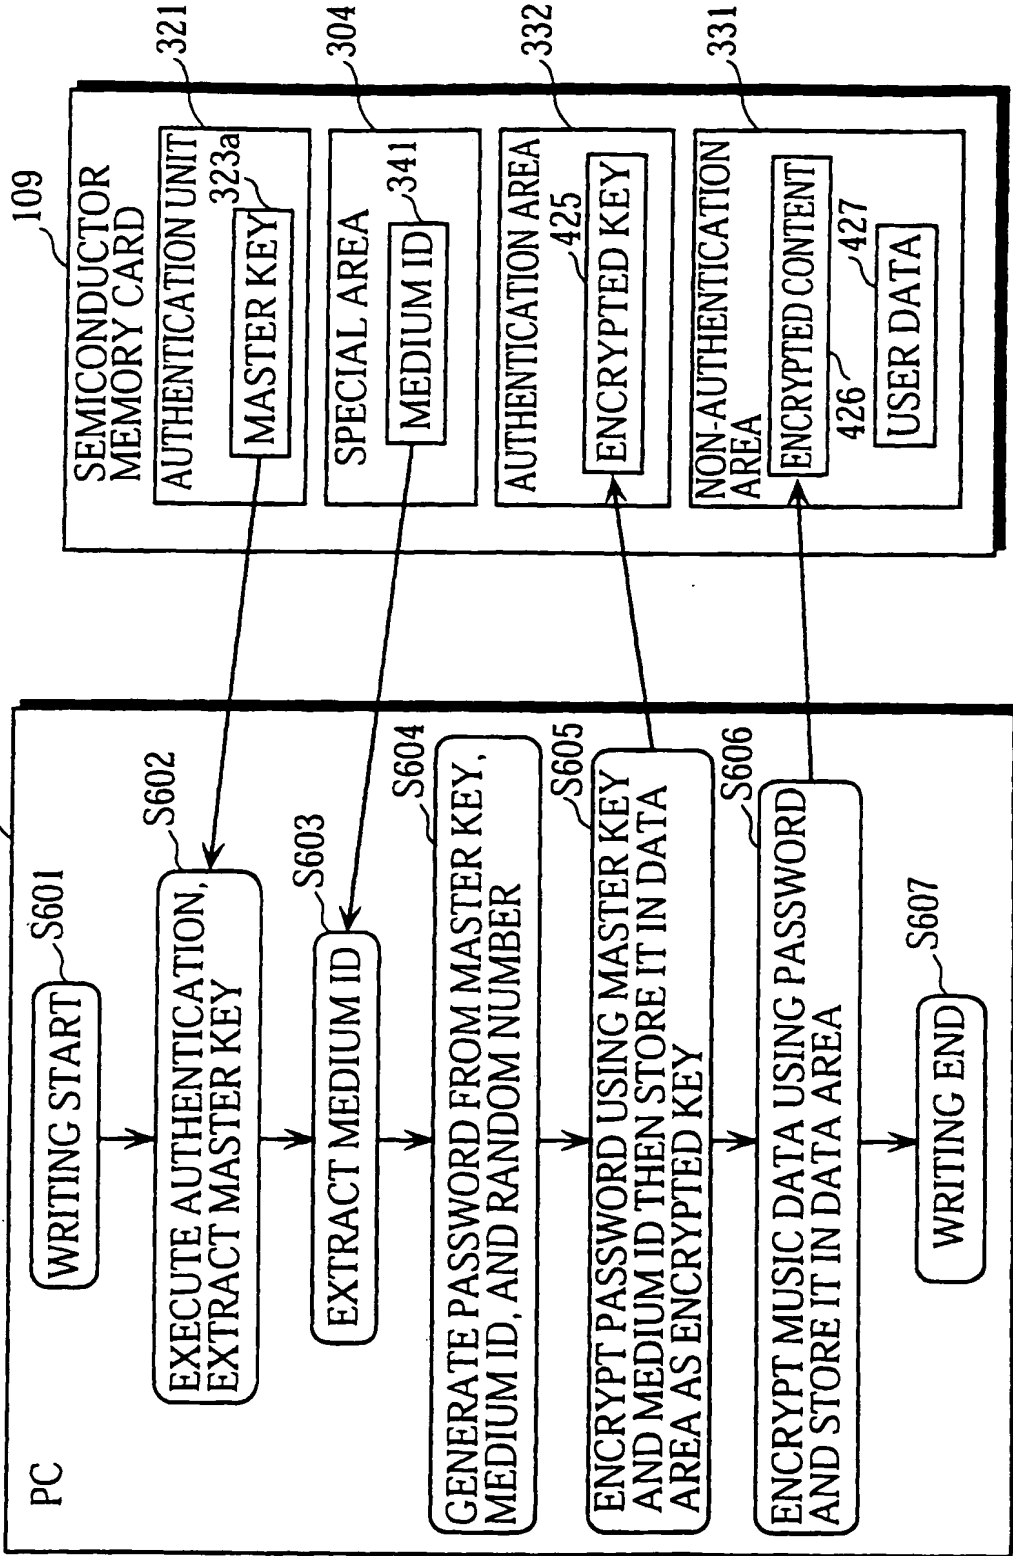 PC
WRITING START
S601
EXECUTE AUTHENTICATION,
EXTRACT MASTER KEY
S602
EXTRACT MEDIUM ID
S603
GENERATE PASSWORD FROM MASTER KEY,
MEDIUM ID, AND RANDOM NUMBER
S604
ENCRYPT PASSWORD USING MASTER KEY
AND MEDIUM ID THEN STORE IT IN DATA
AREA AS ENCRYPTED KEY
S605
ENCRYPT MUSIC DATA USING PASSWORD
AND STORE IT IN DATA AREA
S606
WRITING END
S607
109
SEMICONDUCTOR
MEMORY CARD
321
AUTHENTICATION UNIT
323a
MASTER KEY
304
SPECIAL AREA
341
MEDIUM ID
332
AUTHENTICATION AREA
425
ENCRYPTED KEY
331
NON-AUTHENTICATION
AREA
ENCRYPTED CONTENT
426
427
USER DATA